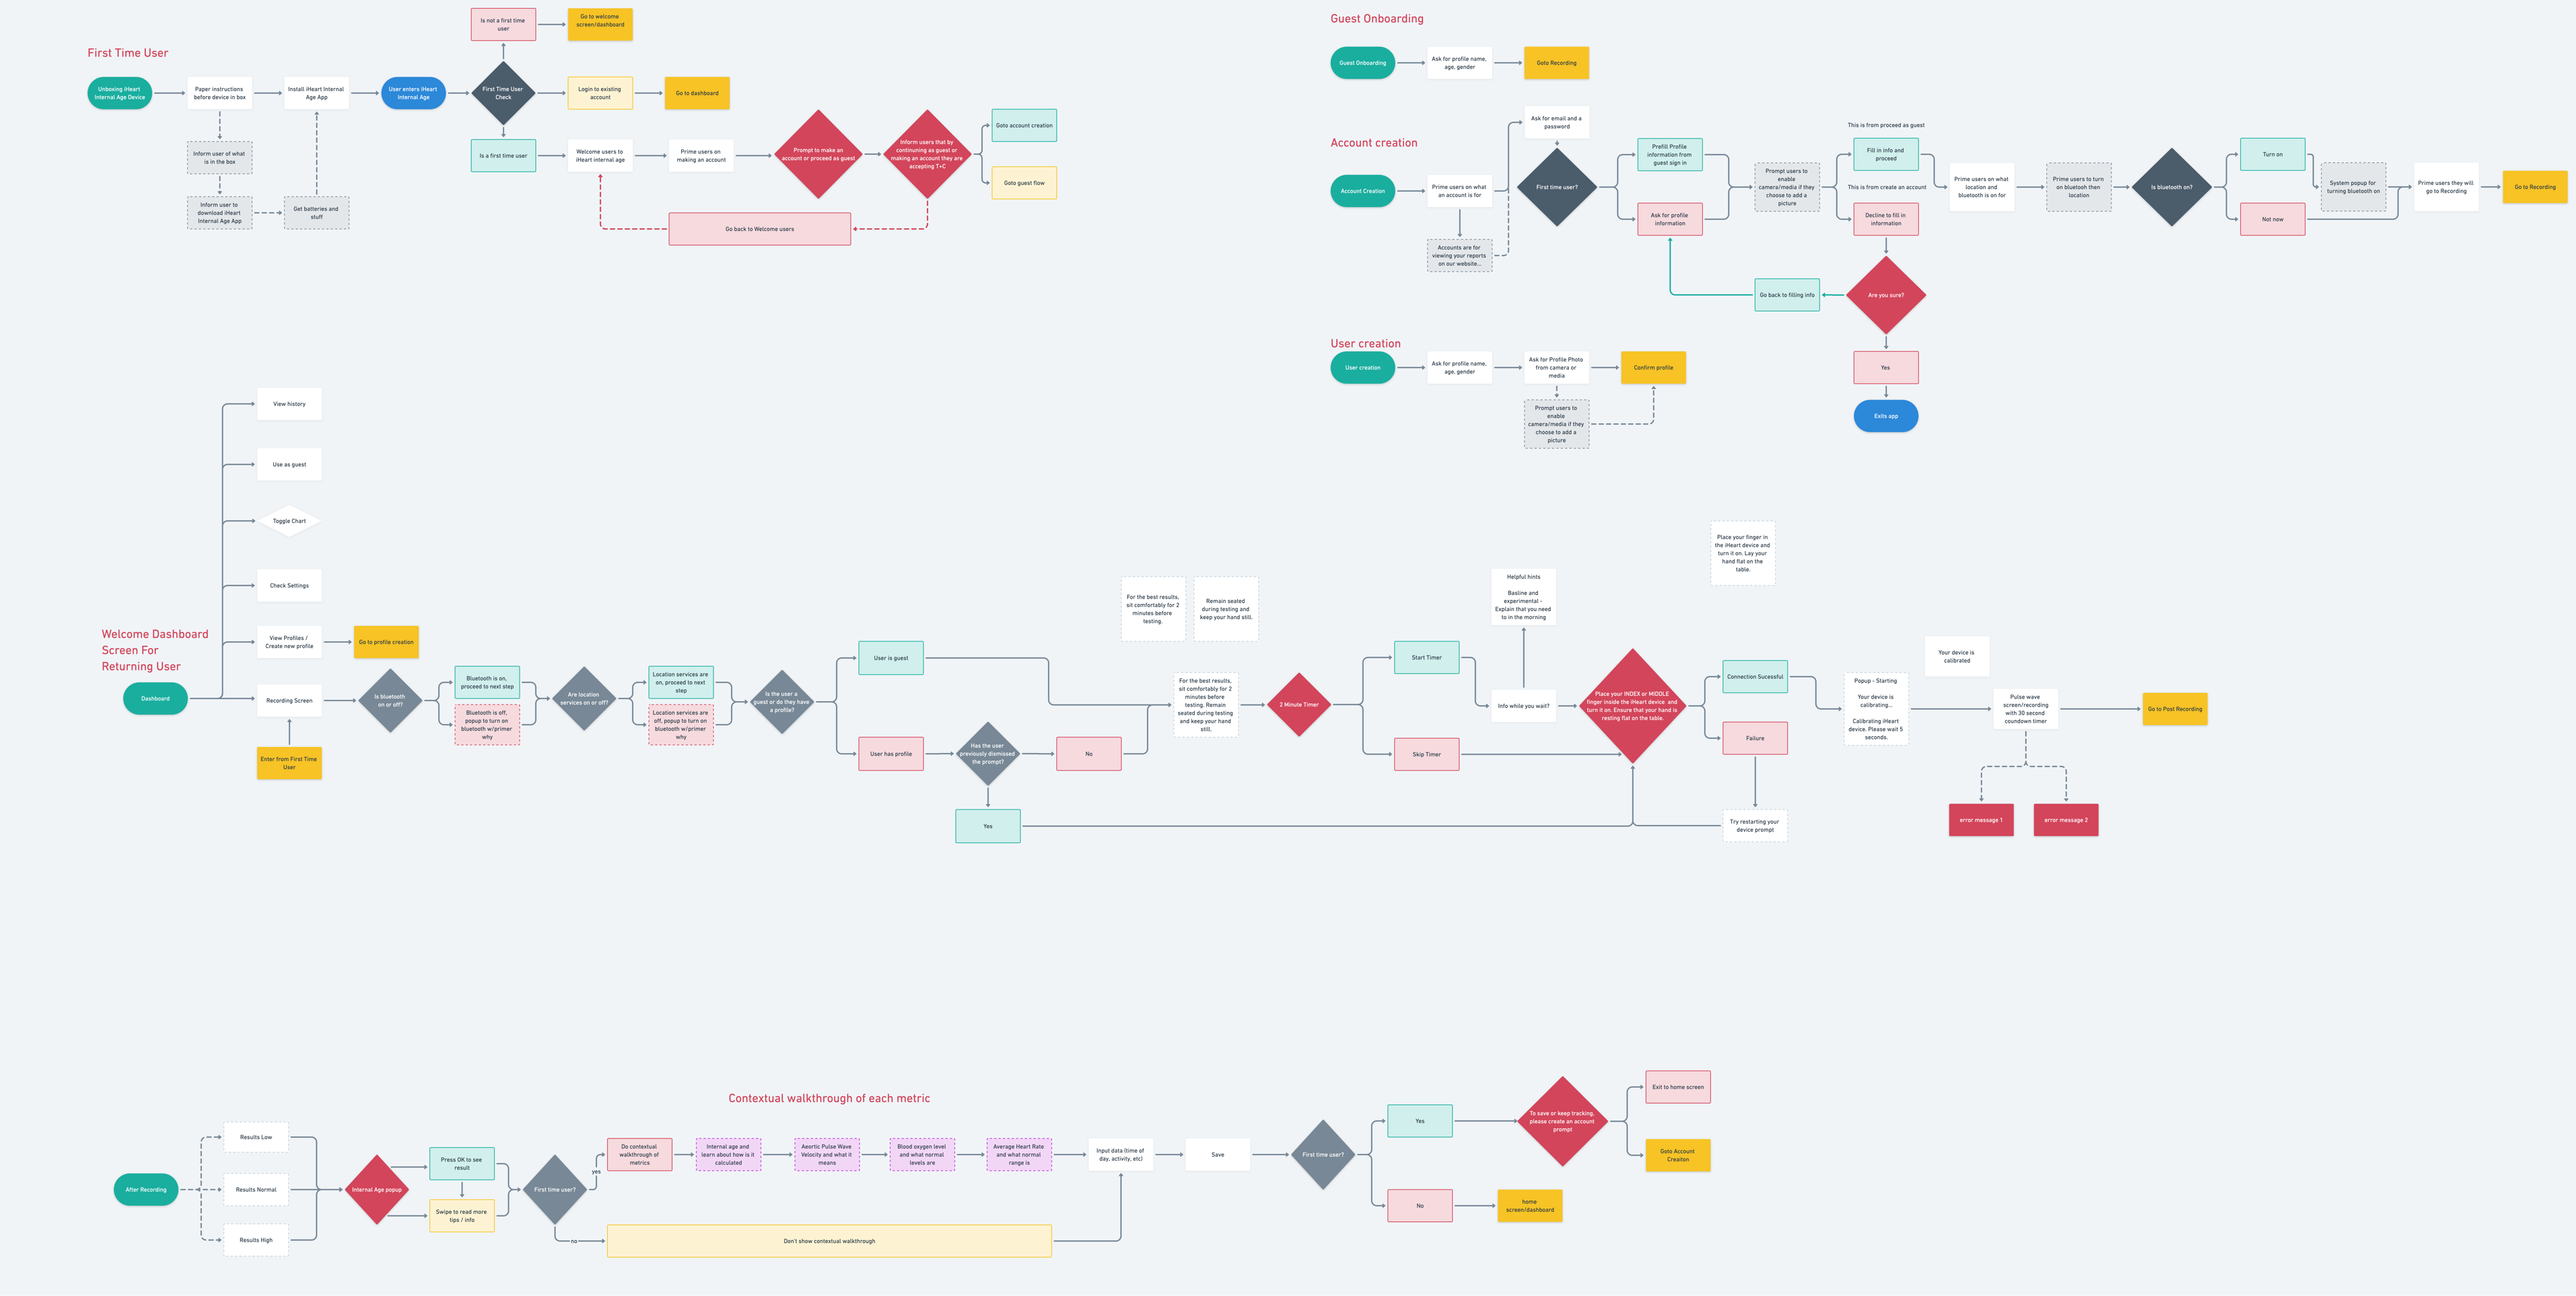 First Time User
Is not a first time
user
Go to welcome
screen/dashboard
Unboxing iHeart
Internal Age Device
Paper instructions
before device in box
Install iHeart Internal
Age App
User enters iHeart
Internal Age
First Time User
Check
Login to existing
account
Go to dashboard
Inform user of what
is in the box
Inform user to
download iHeart
Internal Age App
Get batteries and
stuff
Is a first time user
Welcome users to
iHeart internal age
Prime users on
making an account
Prompt to make an
account or proceed as guest
Inform users that by
continuning as guest or
making an account they are
accepting T+C
Goto account creation
Goto guest flow
Go back to Welcome users
Guest Onboarding
Guest Onboarding
Ask for profile name,
age, gender
Goto Recording
Account creation
Account Creation
Prime users on what
an account is for
Accounts are for
viewing your reports
on our website...
Ask for email and a
password
First time user?
Prefill Profile
information from
guest sign in
Ask for profile
information
Prompt users to
enable
camera/media if they
choose to add a
picture
This is from proceed as guest
Fill in info and
proceed
This is from create an account
Decline to fill in
information
Prime users on what
location and
bluetooth is on for
Prime users to turn
on bluetooh then
location
Is bluetooth on?
Turn on
Not now
System popup for
turning bluetooth on
Prime users they will
go to Recording
Go to Recording
Go back to filling info
Are you sure?
Yes
Exits app
User creation
User creation
Ask for profile name,
age, gender
Ask for Profile Photo
from camera or
media
Confirm profile
Prompt users to
enable
camera/media if they
choose to add a
picture
View history
Use as guest
Toggle Chart
Check Settings
Welcome Dashboard
Screen For
Returning User
View Profiles /
Create new profile
Go to profile creation
Dashboard
Recording Screen
Enter from First Time
User
Is bluetooth
on or off?
Bluetooth is on,
proceed to next step
Bluetooth is off,
popup to turn on
bluetooth w/primer
why
Are location
services on or off?
Location services are
on, proceed to next
step
Location services are
off, popup to turn on
bluetooth w/primer
why
Is the user a
guest or do they have
a profile?
User is guest
User has profile
Has the user
previously dismissed
the prompt?
No
Yes
For the best results,
sit comfortably for 2
minutes before
testing.
Remain seated
during testing and
keep your hand still.
For the best results,
sit comfortably for 2
minutes before
testing. Remain
seated during testing
and keep your hand
still.
2 Minute Timer
Start Timer
Skip Timer
Helpful hints
Basline and
experimental -
Explain that you need
to in the morning
Info while you wait?
Place your INDEX or MIDDLE
finger inside the iHeart device and
turn it on. Ensure that your hand is
resting flat on the table.
Place your finger in
the iHeart device and
turn it on. Lay your
hand flat on the
table.
Connection Sucessful
Failure
Try restarting your
device prompt
Popup - Starting
Your device is
calibrating...
Calibrating iHeart
device. Please wait 5
seconds.
Your device is
calibrated
Pulse wave
screen/recording
with 30 second
coundown timer
Go to Post Recording
error message 1
error message 2
Contextual walkthrough of each metric
After Recording
Results Low
Results Normal
Results High
Internal Age popup
Press OK to see
result
Swipe to read more
tips / info
First time user?
yes
no
Do contextual
walkthrough of
metrics
Internal age and
learn about how is it
calculated
Aeortic Pulse Wave
Velocity and what it
means
Blood oxygen level
and what normal
levels are
Average Heart Rate
and what normal
range is
Don't show contextual walkthrough
Input data (time of
day, activity, etc)
Save
First time user?
Yes
No
To save or keep tracking,
please create an account
prompt
Exit to home screen
Goto Account
Creaiton
home
screen/dashboard